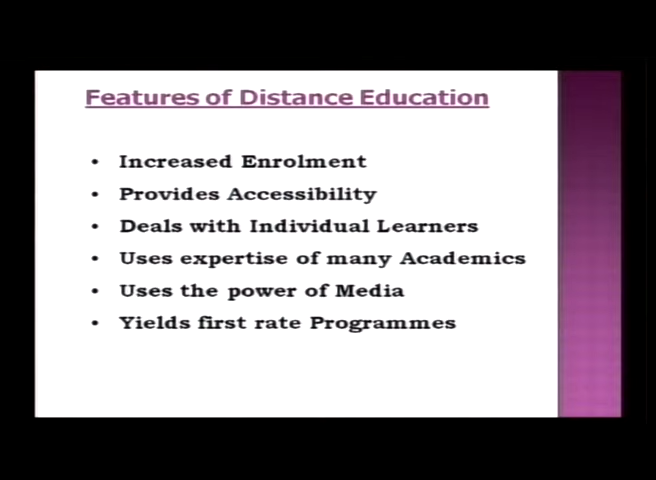 Features of Distance Education
• Increased Enrolment
• Provides Accessibility
• Deals with Individual Learners
• Uses expertise of many Academics
• Uses the power of Media
• Yields first rate Programmes